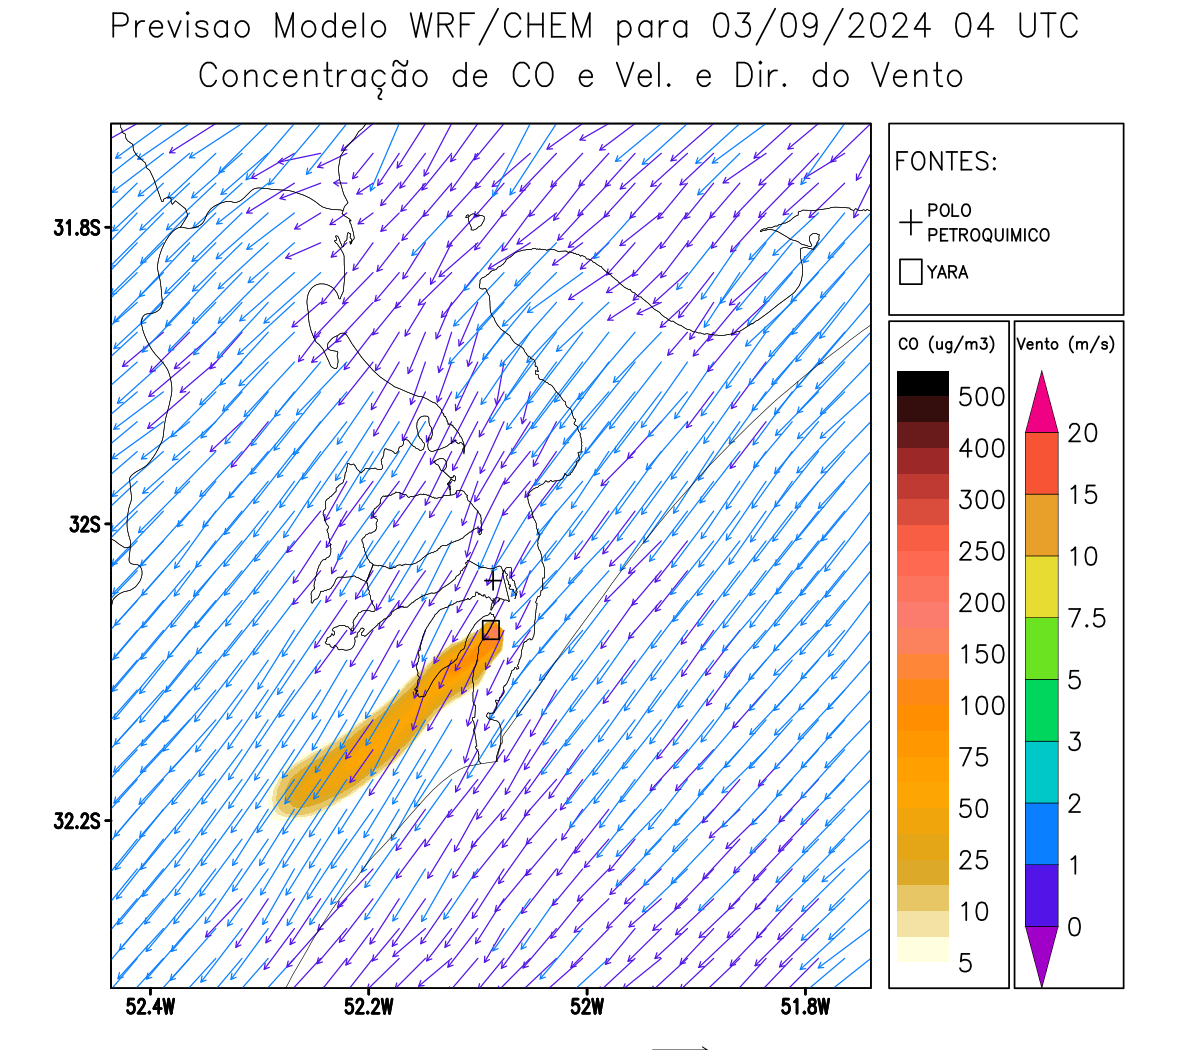 Previsao Modelo WRF/CHEM para 03/09/2024 04 UTC
Concentração de CO e Vel. e Dir. do Vento
FONTES:
POLO
PETROQUIMICO
YARA
CO (ug/m3)
500
400
300
250
200
150
100
75
50
25
10
5
Vento (m/s)
20
15
10
7.5
5
3
2
1
0
31.8S
32S
32.2S
52.4W
52.2W
52W
51.8W